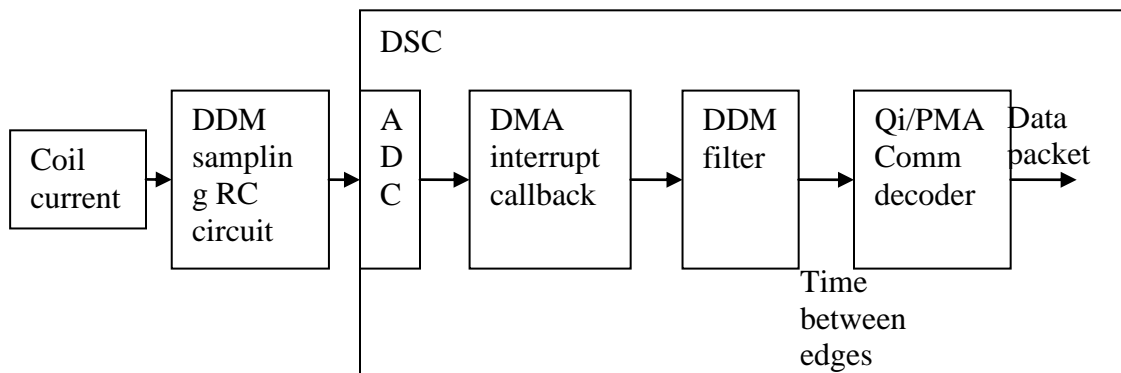 DSC
Coil
current
DDM
samplin
g RC
circuit
A
D
C
DMA
interrupt
callback
DDM
filter
Time
between
edges
Qi/PMA
Comm
decoder
Data
packet